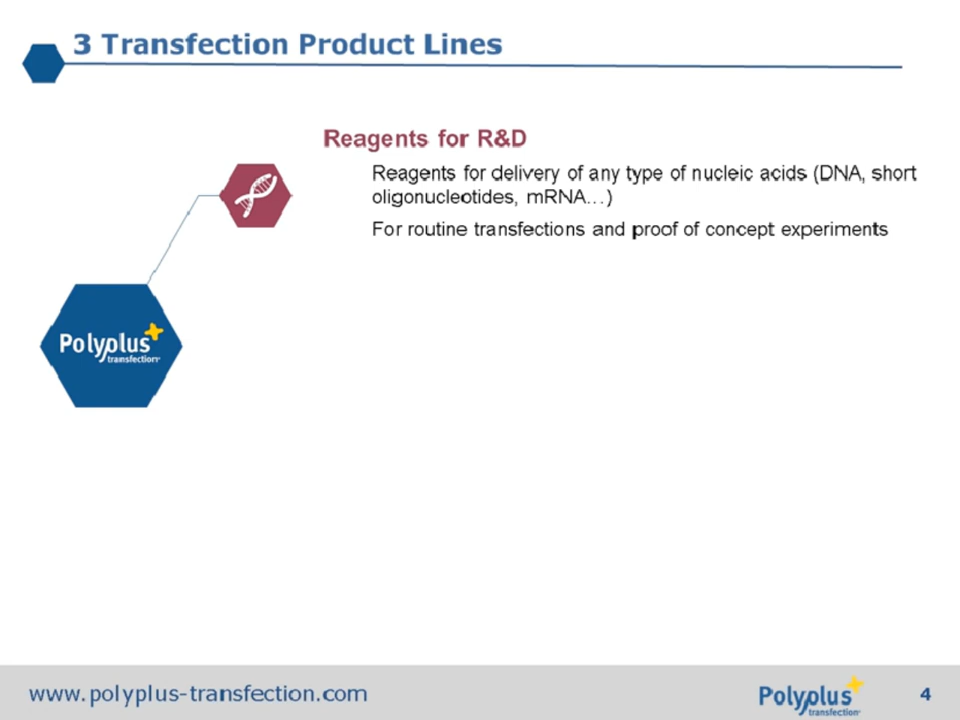 3 Transfection Product Lines
Reagents for R&D
Reagents for delivery of any type of nucleic acids (DNA, short
oligonucleotides, mRNA...)
For routine transfections and proof of concept experiments
Polyplus
transfection
www.polyplus-transfection.com
Polyplus
transfection
4